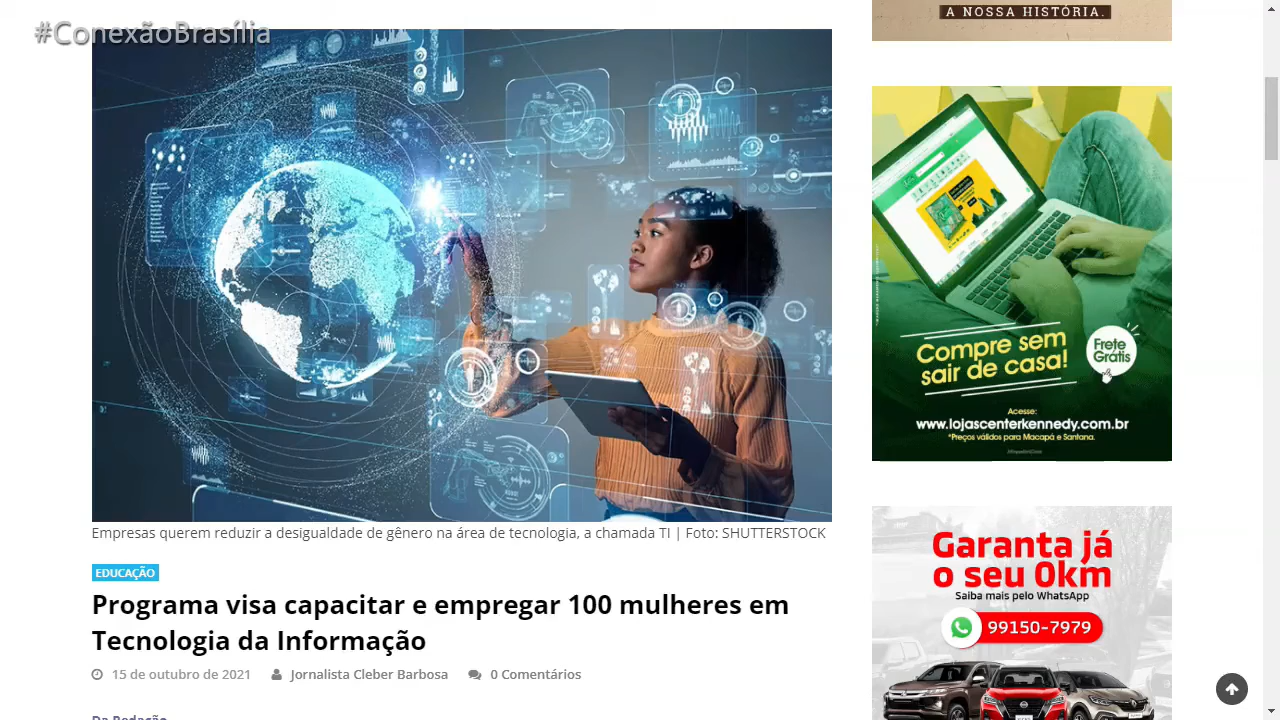 #ConexãoBrasília
A NOSSA HISTÓRIA.
Compre sem
sair de casa!
Frete
Grátis
Acesse:
www.lojascenterkennedy.com.br
*Preços válidos para Macapá e Santana.
Empresas querem reduzir a desigualdade de gênero na área de tecnologia, a chamada TI | Foto: SHUTTERSTOCK
EDUCAÇÃO
Programa visa capacitar e empregar 100 mulheres em
Tecnologia da Informação
15 de outubro de 2021 Jornalista Cleber Barbosa 0 Comentários
Da Redação
Garanta já
o seu 0km
Saiba mais pelo WhatsApp
99150-7979